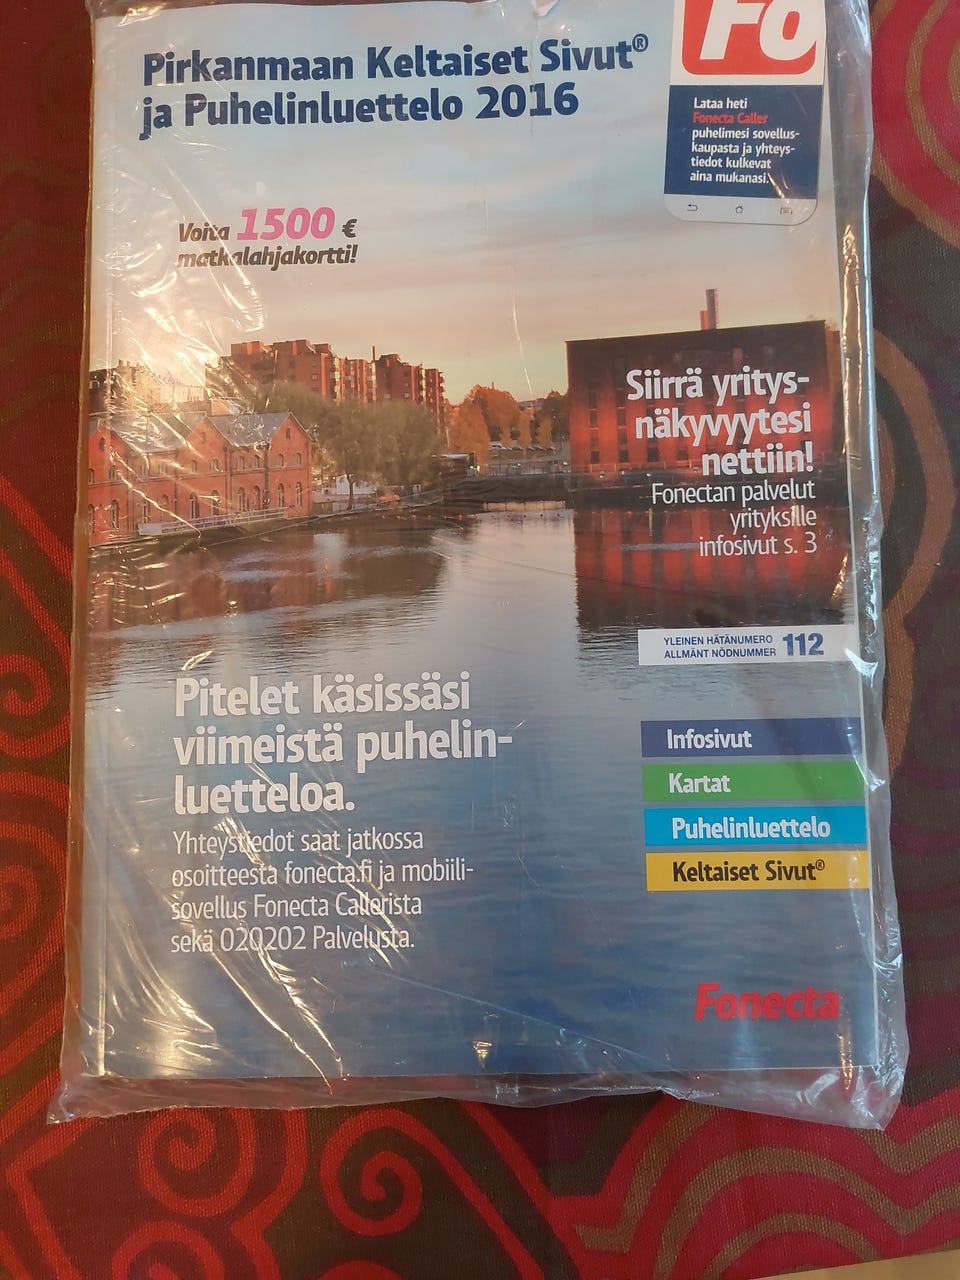 Pirkanmaan Keltaiset Sivut®
ja Puhelinluettelo 2016
Fo
Lataa heti
Fonecta Caller
puhelimesi sovellus-
kaupasta ja yhteys-
tiedot kulkevat
aina mukanasi.
Voita 1500 €
matkalahjakortti!
Siirrä yritys-
näkyvyytesi
nettiin!
Fonectan palvelut
yrityksille
infosivut s. 3
YLEINEN HÄTÄNUMERO
ALLMÄNT NÖDNUMMER 112
Pitelet käsissäsi
viimeistä puhelin-
luetteloa.
Yhteystiedot saat jatkossa
osoitteesta fonecta.fi ja mobiili-
sovellus Fonecta Callerista
sekä 020202 Palvelusta.
Infosivut
Kartat
Puhelinluettelo
Keltaiset Sivut®
Fonecta